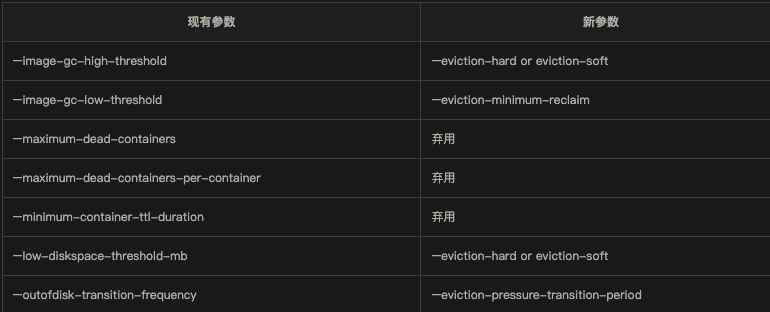 现有参数 新参数
—image-gc-high-threshold —eviction-hard or eviction-soft
—image-gc-low-threshold —eviction-minimum-reclaim
—maximum-dead-containers 弃用
—maximum-dead-containers-per-container 弃用
—minimum-container-ttl-duration 弃用
—low-diskspace-threshold-mb —eviction-hard or eviction-soft
—outofdisk-transition-frequency —eviction-pressure-transition-period